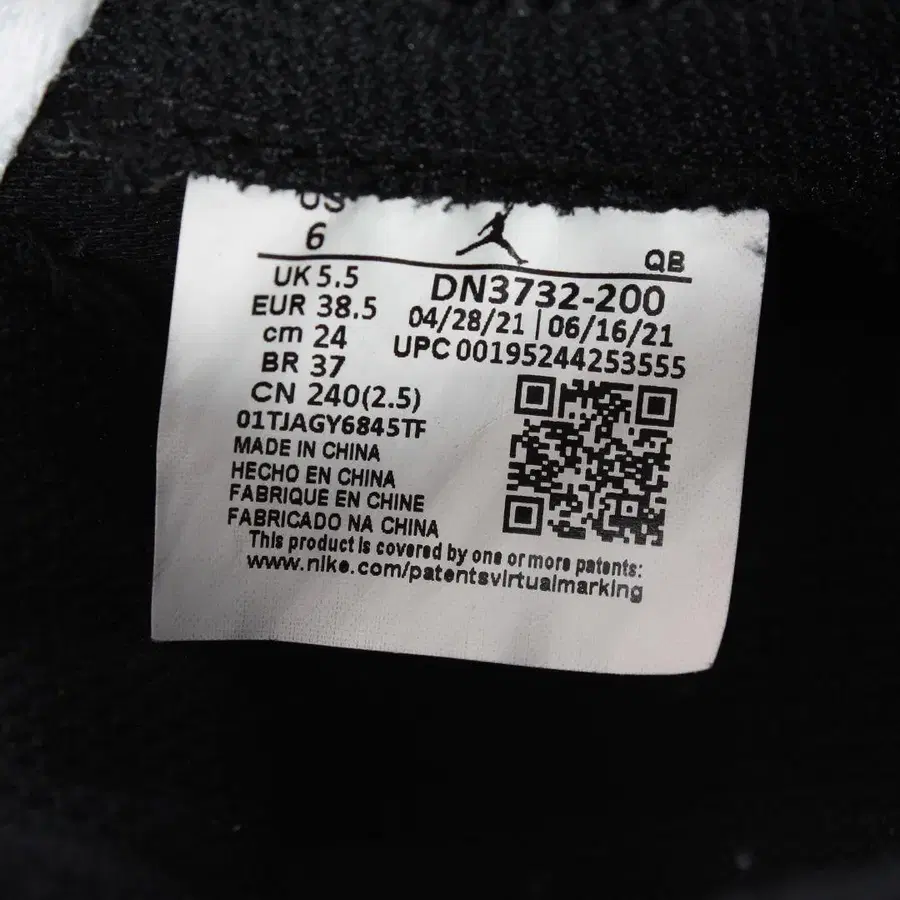 US
6
QB
UK 5.5
EUR 38.5
cm 24
BR 37
CN 240(2.5)
01TJAGY6845TF
DN3732-200
04/28/21 | 06/16/21
UPC 00195244253555
MADE IN CHINA
HECHO EN CHINA
FABRIQUE EN CHINE
FABRICADO NA CHINA
This product is covered by one or more patents:
www.nike.com/patentsvirtualmarking